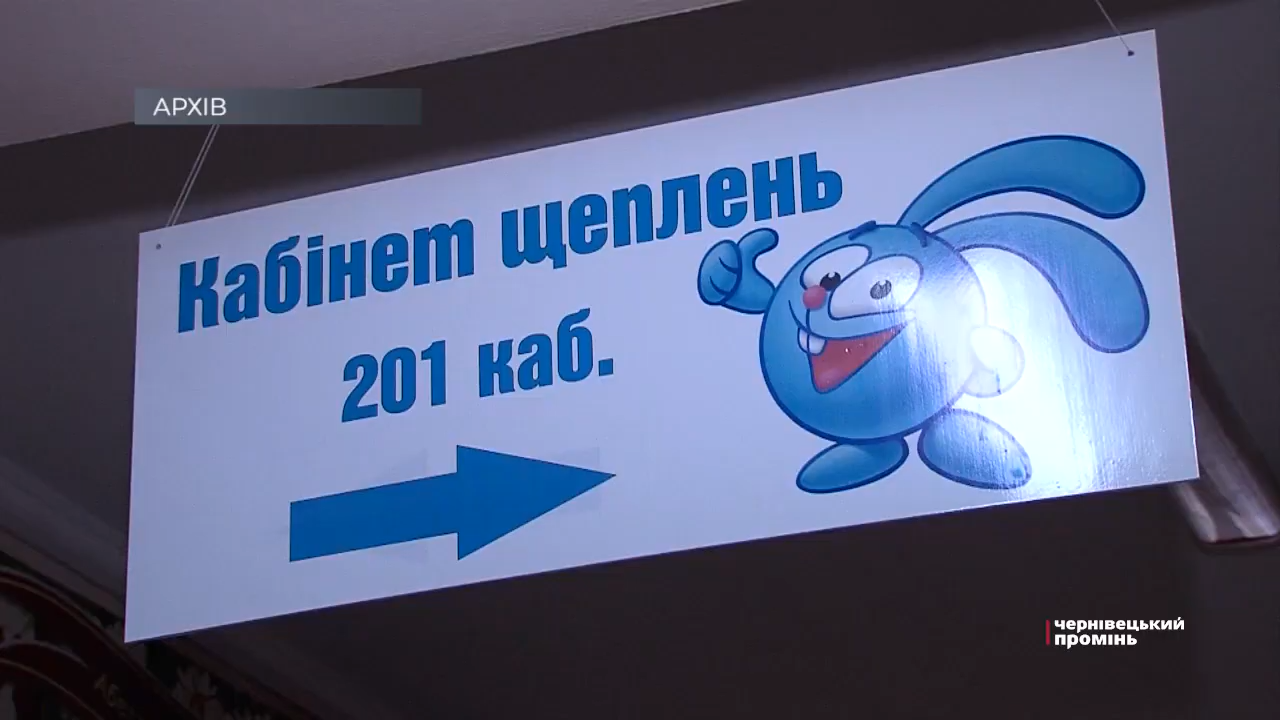 АРХІВ
Кабінет щеплень
201 каб.
чернівецький
промінь